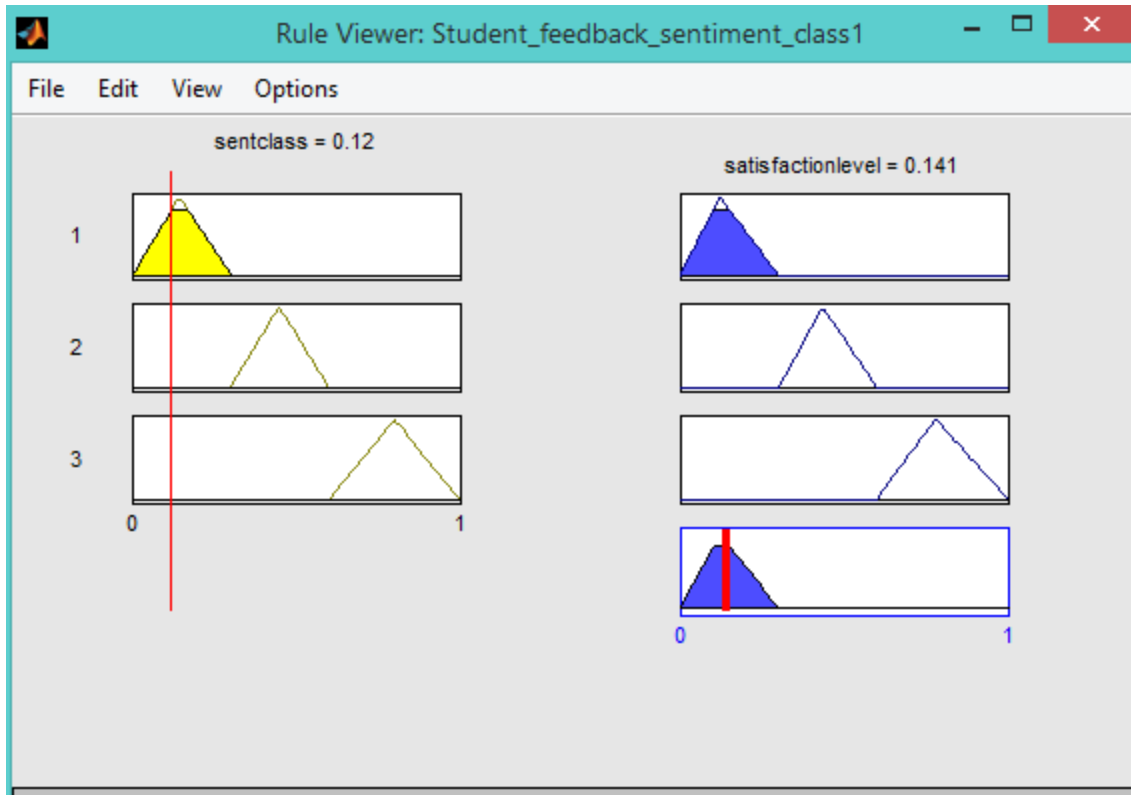 Rule Viewer: Student_feedback_sentiment_class1
File Edit View Options
sentclass = 0.12
satisfactionlevel = 0.141
1
2
3
0 1
0 1